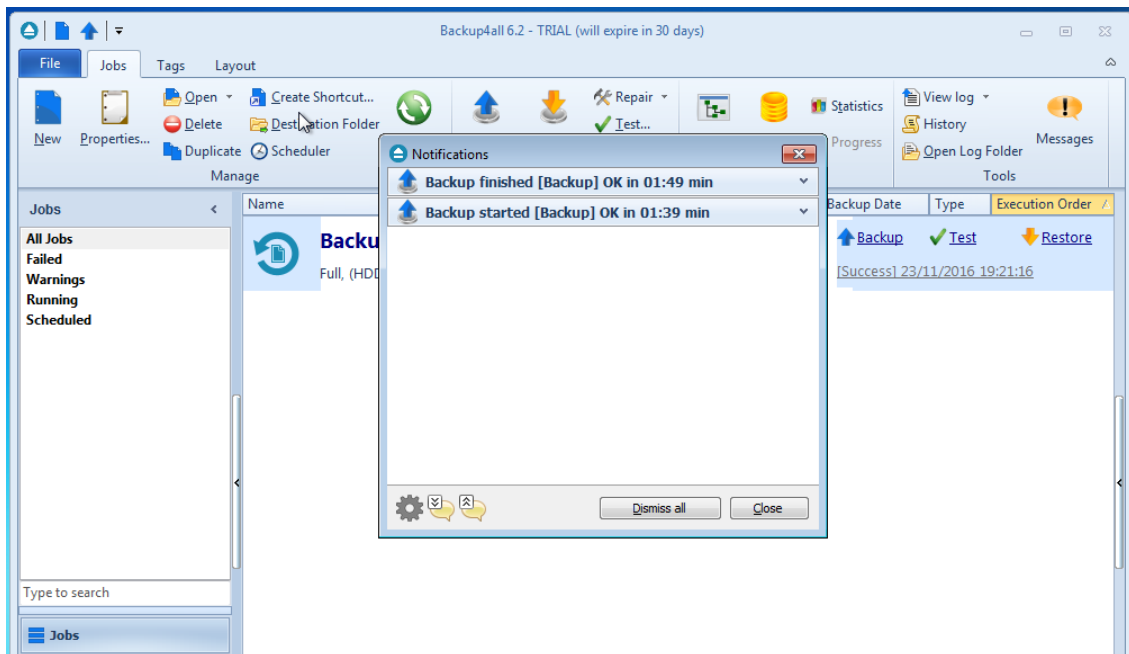 Backup4all 6.2 - TRIAL (will expire in 30 days)
File Jobs Tags Layout
New
Properties...
Open
Delete
Duplicate
Create Shortcut...
Destination Folder
Scheduler
Manage
Repair
Test...
Statistics
Progress
View log
History
Open Log Folder
Messages
Tools
Jobs
All Jobs
Failed
Warnings
Running
Scheduled
Type to search
Jobs
Name
Backup Date
Type
Execution Order
Backu
Full, (HDD
Backup
Test
Restore
[Success] 23/11/2016 19:21:16
Notifications
Backup finished [Backup] OK in 01:49 min
Backup started [Backup] OK in 01:39 min
Dismiss all
Close